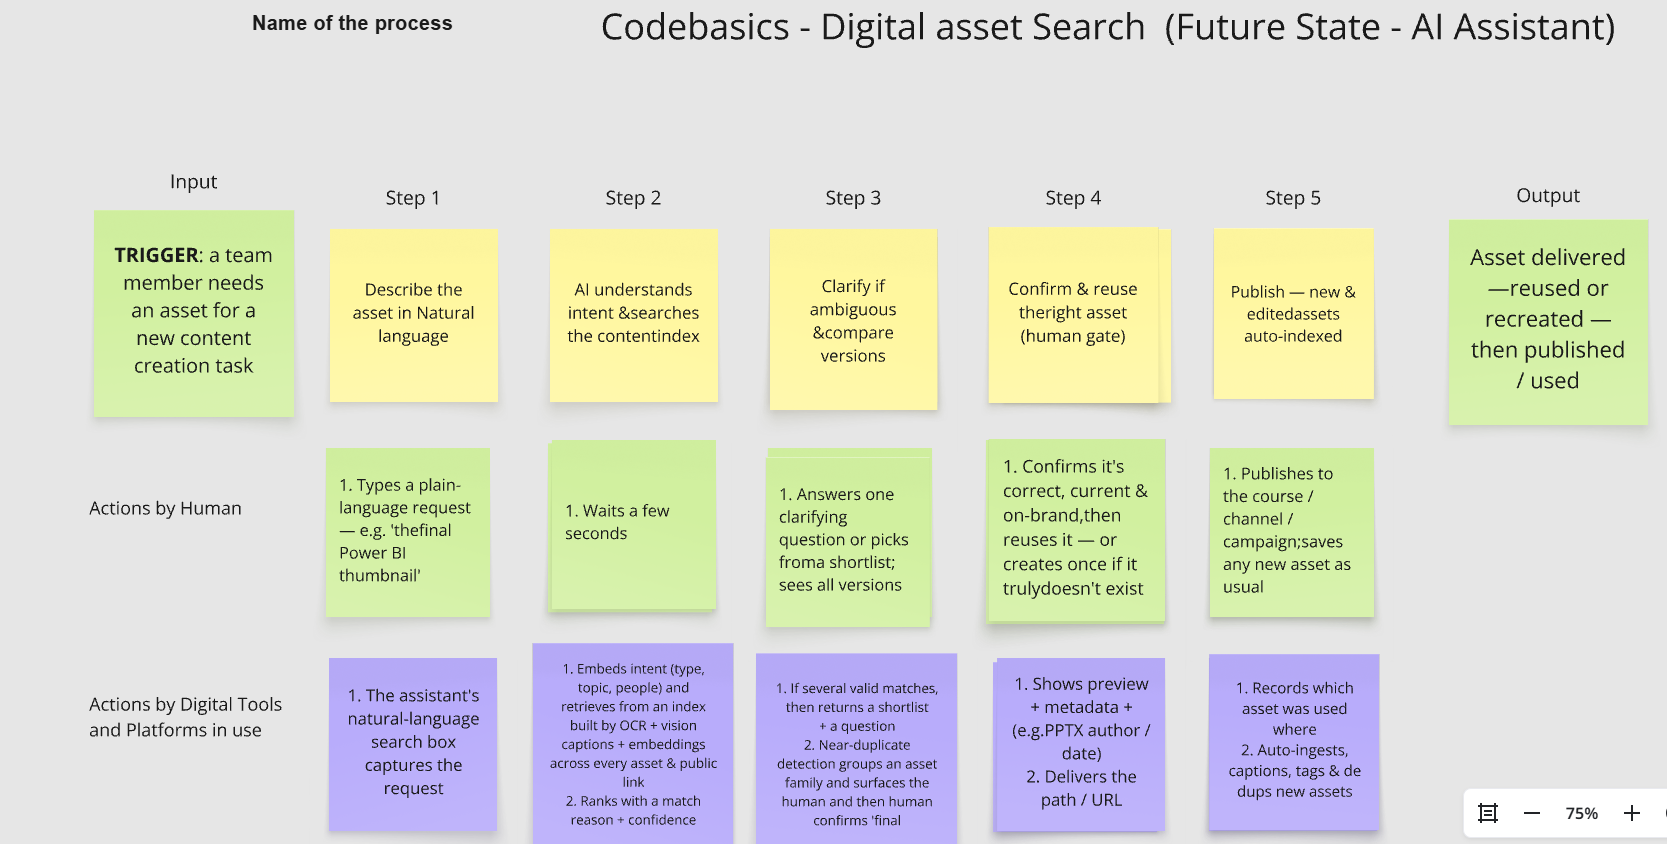 Name of the process
Codebasics - Digital asset Search (Future State - AI Assistant)
Input
Step 1
Step 2
Step 3
Step 4
Step 5
Output
TRIGGER: a team
member needs
an asset for a
new content
creation task
Describe the
asset in Natural
language
AI understands
intent &searches
the contentindex
Clarify if
ambiguous
&compare
versions
Confirm & reuse
theright asset
(human gate)
Publish — new &
editedassets
auto-indexed
Asset delivered
—reused or
recreated —
then published
/ used
Actions by Human
1. Types a plain-
language request
— e.g. 'thefinal
Power BI
thumbnail'
1. Waits a few
seconds
1. Answers one
clarifying
question or picks
froma shortlist;
sees all versions
1. Confirms it's
correct, current &
on-brand,then
reuses it — or
creates once if it
trulydoesn't exist
1. Publishes to
the course /
channel /
campaign;saves
any new asset as
usual
Actions by Digital Tools
and Platforms in use
1. The assistant's
natural-language
search box
captures the
request
1. Embeds intent (type,
topic, people) and
retrieves from an index
built by OCR + vision
captions + embeddings
across every asset & public
link
2. Ranks with a match
reason + confidence
1. If several valid matches,
then returns a shortlist
+ a question
2. Near-duplicate
detection groups an asset
family and surfaces the
human and then human
confirms 'final
1. Shows preview
+ metadata +
(e.g.PPTX author /
date)
2. Delivers the
path / URL
1. Records which
asset was used
where
2. Auto-ingests,
captions, tags & de
dups new assets
75%